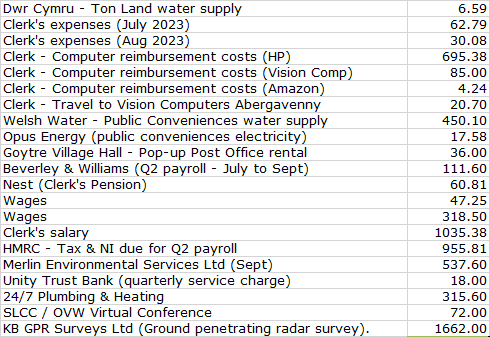 Dwr Cymru - Ton Land water supply 6.59
Clerk's expenses (July 2023) 62.79
Clerk's expenses (Aug 2023) 30.08
Clerk - Computer reimbursement costs (HP) 695.38
Clerk - Computer reimbursement costs (Vision Comp) 85.00
Clerk - Computer reimbursement costs (Amazon) 4.24
Clerk - Travel to Vision Computers Abergavenny 20.70
Welsh Water - Public Conveniences water supply 450.10
Opus Energy (public conveniences electricity) 17.58
Goytre Village Hall - Pop-up Post Office rental 36.00
Beverley & Williams (Q2 payroll - July to Sept) 111.60
Nest (Clerk's Pension) 60.81
Wages 47.25
Wages 318.50
Clerk's salary 1035.38
HMRC - Tax & NI due for Q2 payroll 955.81
Merlin Environmental Services Ltd (Sept) 537.60
Unity Trust Bank (quarterly service charge) 18.00
24/7 Plumbing & Heating 315.60
SLCC / OVW Virtual Conference 72.00
KB GPR Surveys Ltd (Ground penetrating radar survey). 1662.00